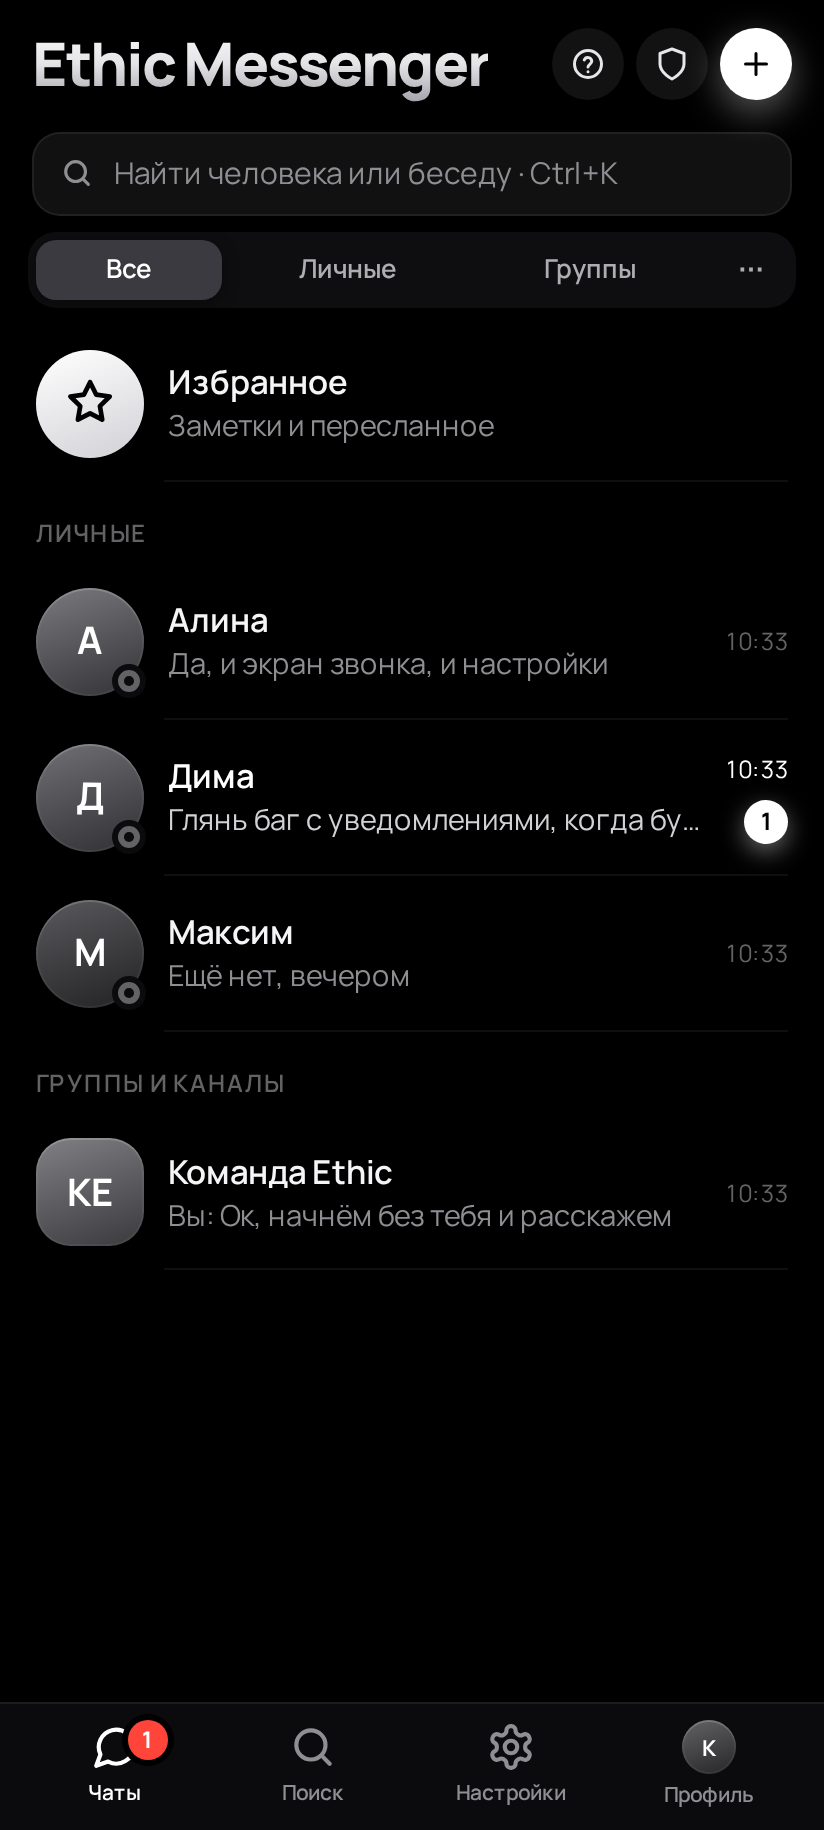 Ethic Messenger
Найти человека или беседу · Ctrl+K
Все Личные Группы ···
Избранное
Заметки и пересланное
ЛИЧНЫЕ
А
Алина
Да, и экран звонка, и настройки
10:33
Д
Дима
10:33
Глянь баг с уведомлениями, когда бу...
1
М
Максим
Ещё нет, вечером
10:33
ГРУППЫ И КАНАЛЫ
KE
Команда Ethic
Вы: Ок, начнём без тебя и расскажем
10:33
1
К
Чаты Поиск Настройки Профиль